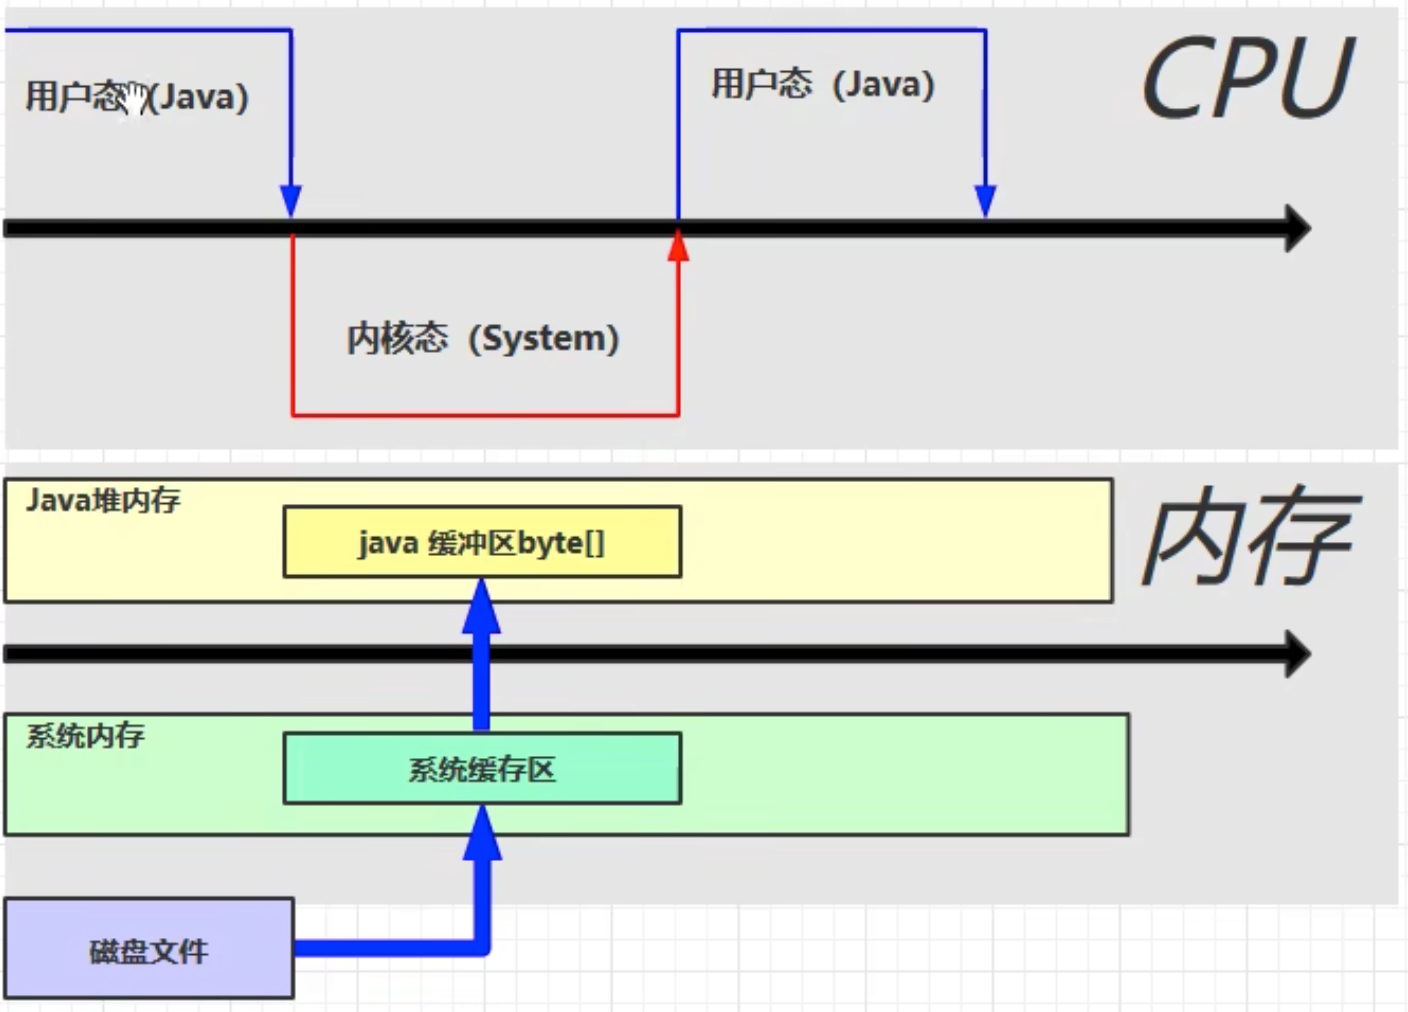 用户态 (Java)
用户态 (Java)
CPU
内核态 (System)
Java堆内存
java 缓冲区byte[]
内存
系统内存
系统缓存区
磁盘文件